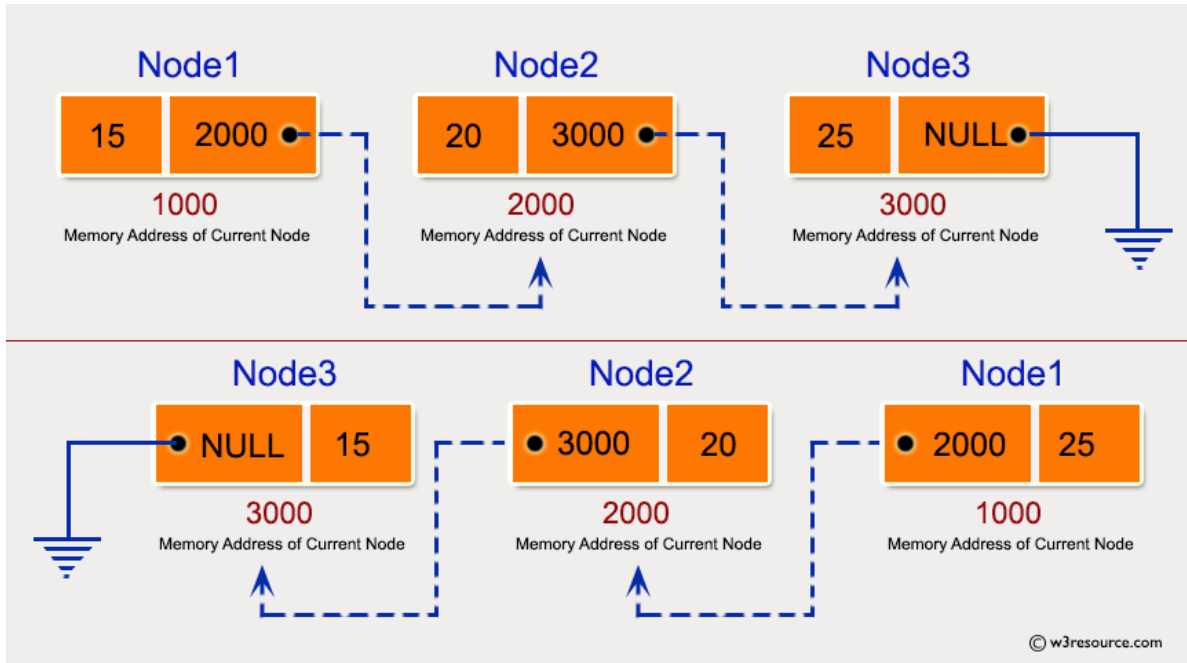 Node1 Node2 Node3
15 2000 20 3000 25 NULL
1000 2000 3000
Memory Address of Current Node Memory Address of Current Node Memory Address of Current Node
Node3 Node2 Node1
NULL 15 3000 20 2000 25
3000 2000 1000
Memory Address of Current Node Memory Address of Current Node Memory Address of Current Node
© w3resource.com